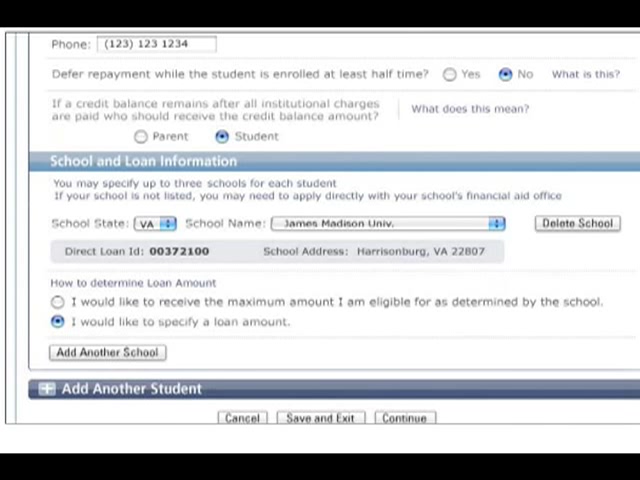 Phone: (123) 123 1234
Defer repayment while the student is enrolled at least half time? Yes No What is this?
If a credit balance remains after all institutional charges
are paid who should receive the credit balance amount? What does this mean?
Parent Student
School and Loan Information
You may specify up to three schools for each student
If your school is not listed, you may need to apply directly with your school's financial aid office
School State: VA School Name: James Madison Univ. Delete School
Direct Loan Id: 00372100 School Address: Harrisonburg, VA 22807
How to determine Loan Amount
I would like to receive the maximum amount I am eligible for as determined by the school.
I would like to specify a loan amount.
Add Another School
Add Another Student
Cancel Save and Exit Continue